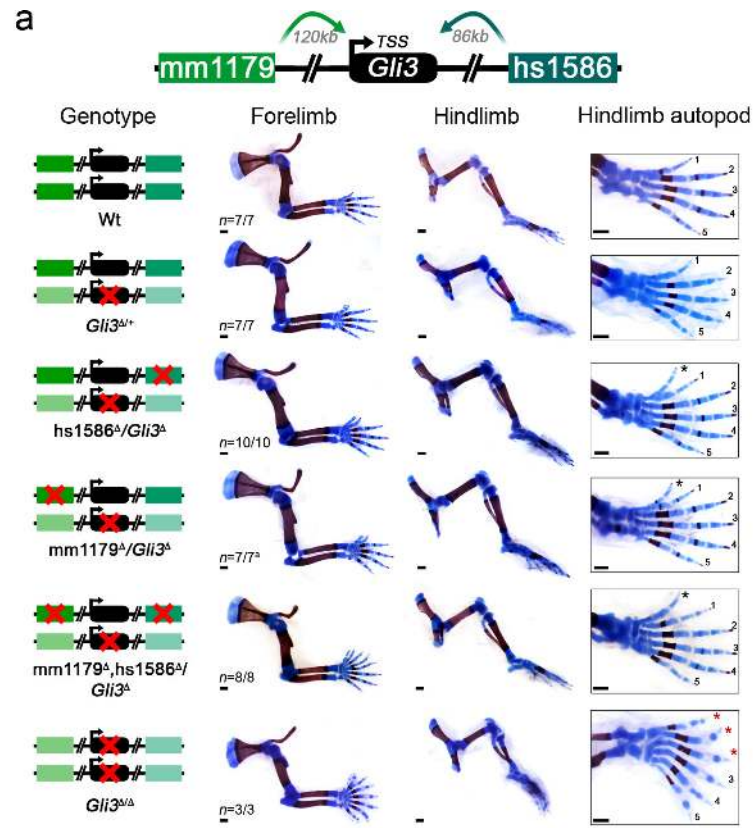 a
120kb TSS 86kb
mm1179 Gli3 hs1586
Genotype Forelimb Hindlimb Hindlimb autopod
Wt
n=7/7
1
2
3
4
5
Gli3Δ/+
n=7/7
1
2
3
4
5
hs1586Δ/Gli3Δ
n=10/10
*
1
2
3
4
5
mm1179Δ/Gli3Δ
n=7/7a
*
1
2
3
4
5
mm1179Δ,hs1586Δ/
Gli3Δ
n=8/8
*
1
2
3
4
5
Gli3Δ/Δ
n=3/3
*
*
*
3
4
5